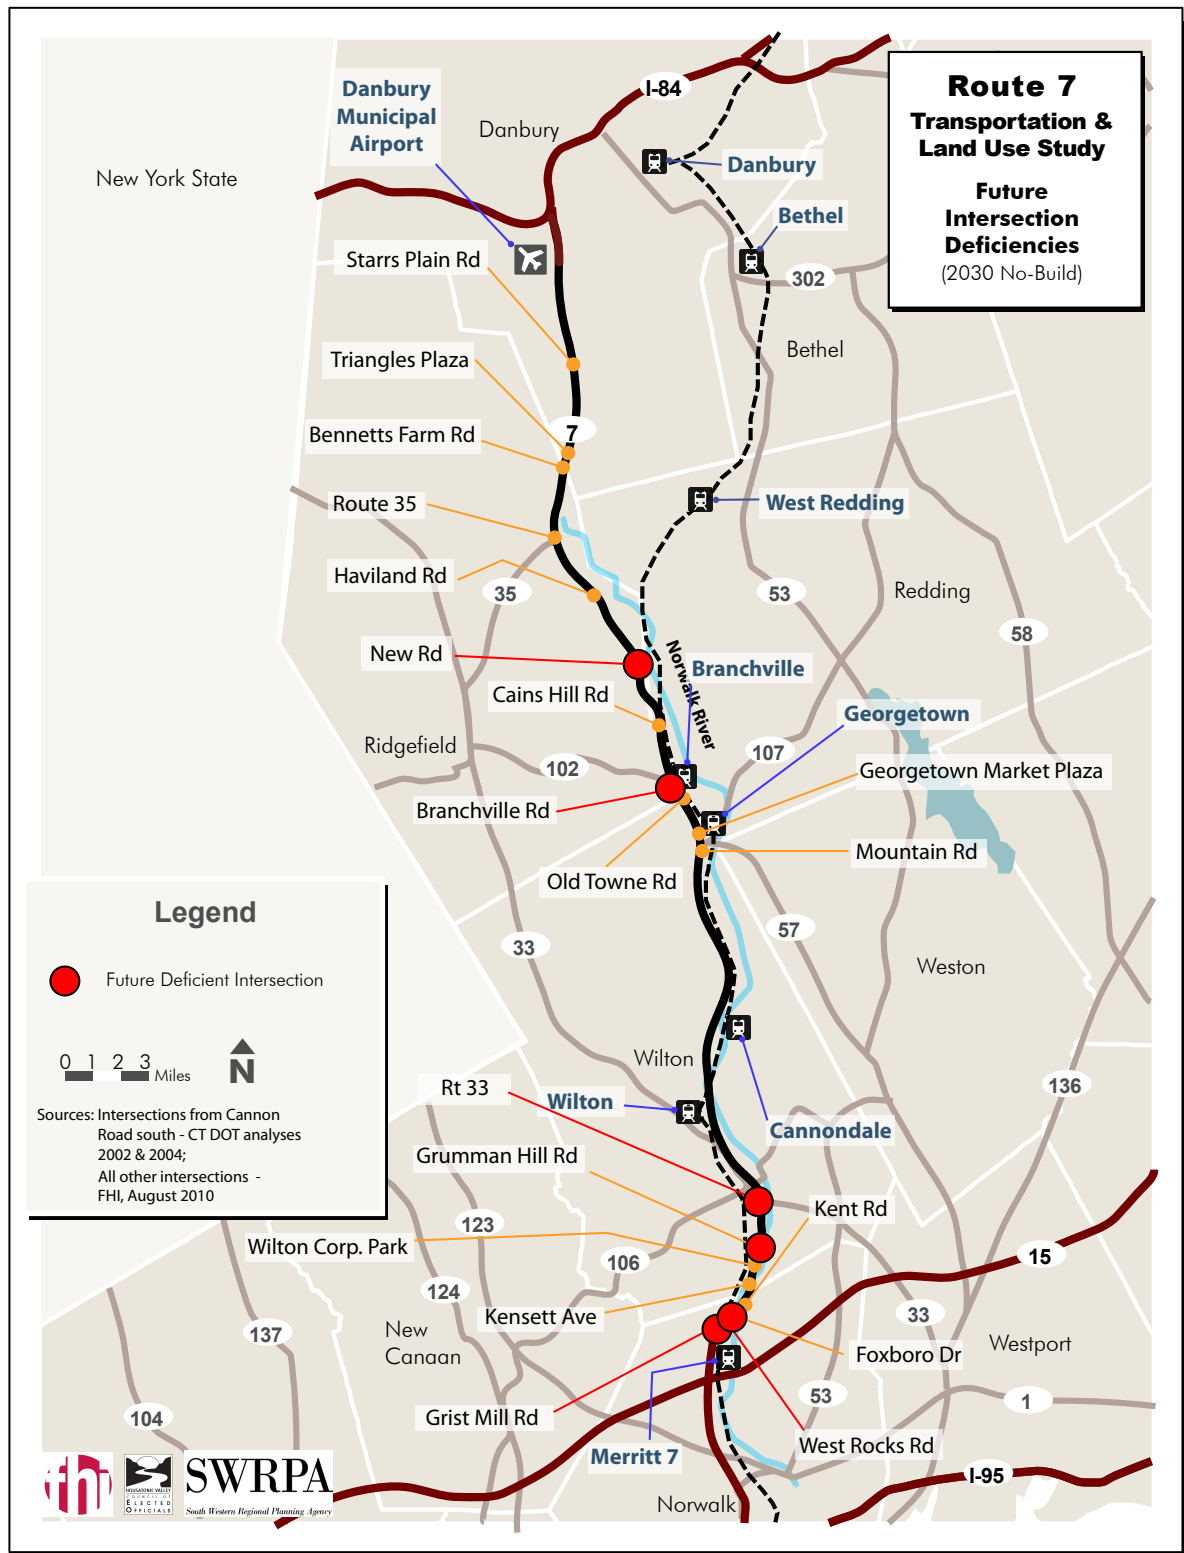 Route 7
Transportation &
Land Use Study
Future
Intersection
Deficiencies
(2030 No-Build)
I-84
Danbury
Municipal
Airport
Danbury
New York State
Danbury
Bethel
Starrs Plain Rd
302
Bethel
Triangles Plaza
7
Bennetts Farm Rd
Route 35
West Redding
Haviland Rd
35
53
Redding
58
New Rd
Norwalk River
Branchville
Cains Hill Rd
Georgetown
Ridgefield
102
107
Georgetown Market Plaza
Branchville Rd
Mountain Rd
Old Towne Rd
57
33
Weston
Wilton
Rt 33
Wilton
136
Cannondale
Grumman Hill Rd
Kent Rd
123
Wilton Corp. Park
106
15
124
Kensett Ave
33
137
New
Canaan
Westport
Foxboro Dr
53
1
104
Grist Mill Rd
West Rocks Rd
Merritt 7
I-95
Norwalk
Legend
Future Deficient Intersection
0 1 2 3
Miles
N
Sources: Intersections from Cannon
Road south - CT DOT analyses
2002 & 2004;
All other intersections -
FHI, August 2010
fhi
HOUSATONIC VALLEY
COUNCIL OF
ELECTED
OFFICIALS
SWRPA
South Western Regional Planning Agency